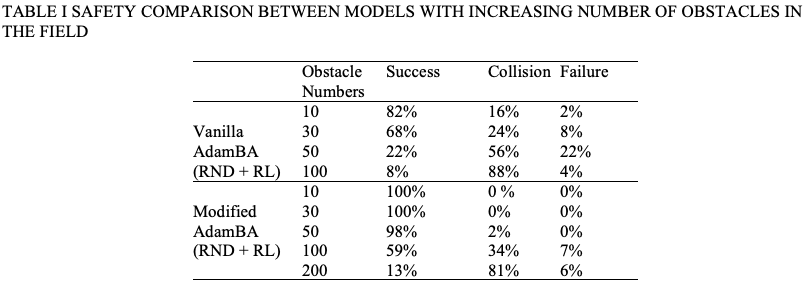 TABLE I SAFETY COMPARISON BETWEEN MODELS WITH INCREASING NUMBER OF OBSTACLES IN
THE FIELD
Obstacle Success Collision Failure
Numbers
10 82% 16% 2%
Vanilla 30 68% 24% 8%
AdamBA 50 22% 56% 22%
(RND + RL) 100 8% 88% 4%
10 100% 0 % 0%
Modified 30 100% 0% 0%
AdamBA 50 98% 2% 0%
(RND + RL) 100 59% 34% 7%
200 13% 81% 6%